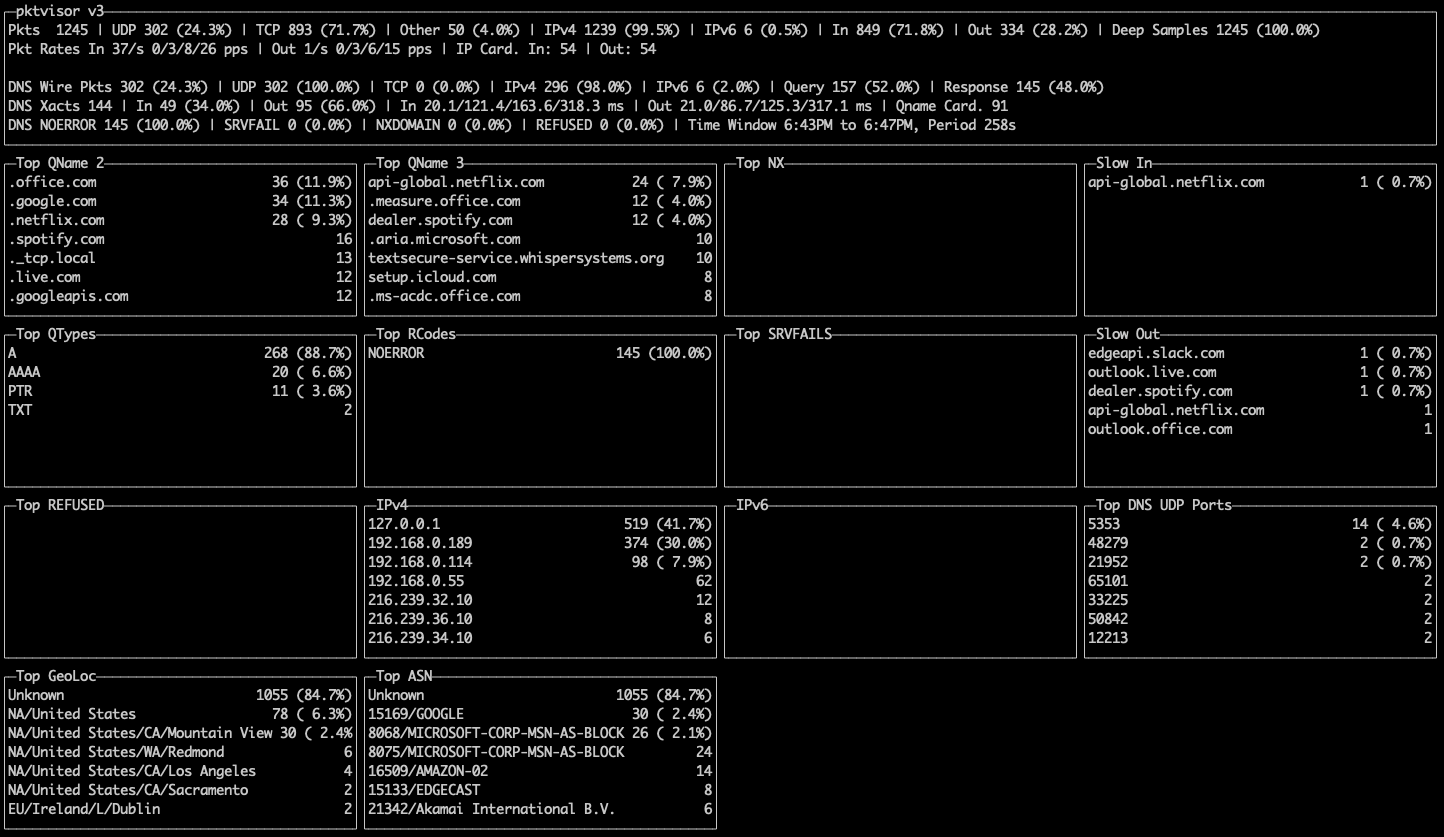 pktvisor v3
Pkts  1245 | UDP 302 (24.3%) | TCP 893 (71.7%) | Other 50 (4.0%) | IPv4 1239 (99.5%) | IPv6 6 (0.5%) | In 849 (71.8%) | Out 334 (28.2%) | Deep Samples 1245 (100.0%)
Pkt Rates In 37/s 0/3/8/26 pps | Out 1/s 0/3/6/15 pps | IP Card. In: 54 | Out: 54
DNS Wire Pkts 302 (24.3%) | UDP 302 (100.0%) | TCP 0 (0.0%) | IPv4 296 (98.0%) | IPv6 6 (2.0%) | Query 157 (52.0%) | Response 145 (48.0%)
DNS Xacts 144 | In 49 (34.0%) | Out 95 (66.0%) | In 20.1/121.4/163.6/318.3 ms | Out 21.0/86.7/125.3/317.1 ms | Qname Card. 91
DNS NOERROR 145 (100.0%) | SRVFAIL 0 (0.0%) | NXDOMAIN 0 (0.0%) | REFUSED 0 (0.0%) | Time Window 6:43PM to 6:47PM, Period 258s
Top QName 2
.office.com 36 (11.9%)
.google.com 34 (11.3%)
.netflix.com 28 ( 9.3%)
.spotify.com 16
._tcp.local 13
.live.com 12
.googleapis.com 12
Top QName 3
api-global.netflix.com 24 ( 7.9%)
.measure.office.com 12 ( 4.0%)
dealer.spotify.com 12 ( 4.0%)
.aria.microsoft.com 10
textsecure-service.whispersystems.org 10
setup.icloud.com 8
.ms-acdc.office.com 8
Top NX
Slow In
api-global.netflix.com 1 ( 0.7%)
Top QTypes
A 268 (88.7%)
AAAA 20 ( 6.6%)
PTR 11 ( 3.6%)
TXT 2
Top RCodes
NOERROR 145 (100.0%)
Top SRVFAILS
Slow Out
edgeapi.slack.com 1 ( 0.7%)
outlook.live.com 1 ( 0.7%)
dealer.spotify.com 1 ( 0.7%)
api-global.netflix.com 1
outlook.office.com 1
Top REFUSED
IPv4
127.0.0.1 519 (41.7%)
192.168.0.189 374 (30.0%)
192.168.0.114 98 ( 7.9%)
192.168.0.55 62
216.239.32.10 12
216.239.36.10 8
216.239.34.10 6
IPv6
Top DNS UDP Ports
5353 14 ( 4.6%)
48279 2 ( 0.7%)
21952 2 ( 0.7%)
65101 2
33225 2
50842 2
12213 2
Top GeoLoc
Unknown 1055 (84.7%)
NA/United States 78 ( 6.3%)
NA/United States/CA/Mountain View 30 ( 2.4%
NA/United States/WA/Redmond 6
NA/United States/CA/Los Angeles 4
NA/United States/CA/Sacramento 2
EU/Ireland/L/Dublin 2
Top ASN
Unknown 1055 (84.7%)
15169/GOOGLE 30 ( 2.4%)
8068/MICROSOFT-CORP-MSN-AS-BLOCK 26 ( 2.1%)
8075/MICROSOFT-CORP-MSN-AS-BLOCK 24
16509/AMAZON-02 14
15133/EDGECAST 8
21342/Akamai International B.V. 6